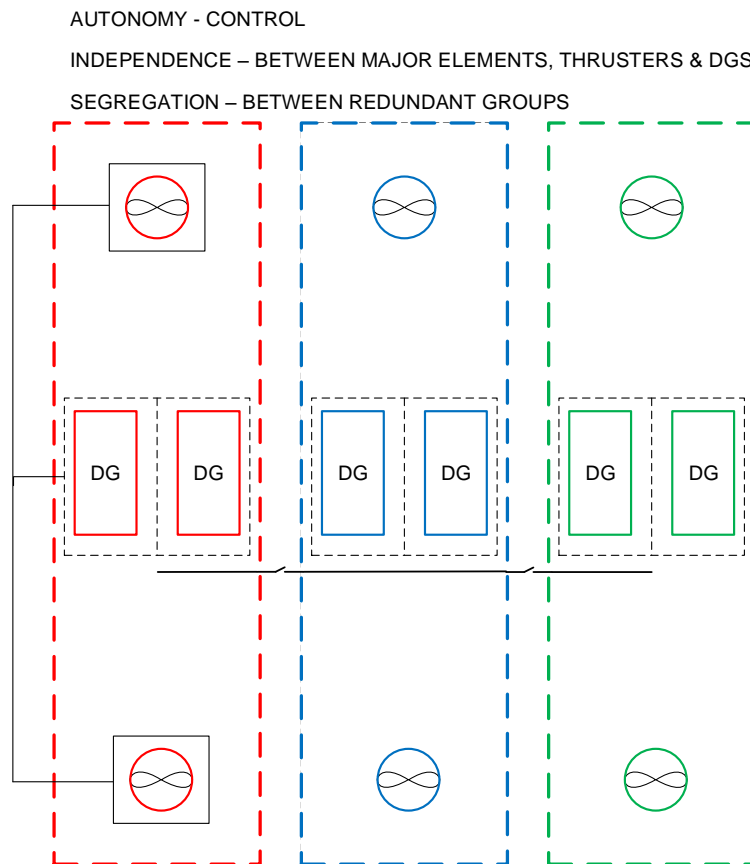 AUTONOMY - CONTROL
INDEPENDENCE – BETWEEN MAJOR ELEMENTS, THRUSTERS & DGS
SEGREGATION – BETWEEN REDUNDANT GROUPS
DG DG DG DG DG DG